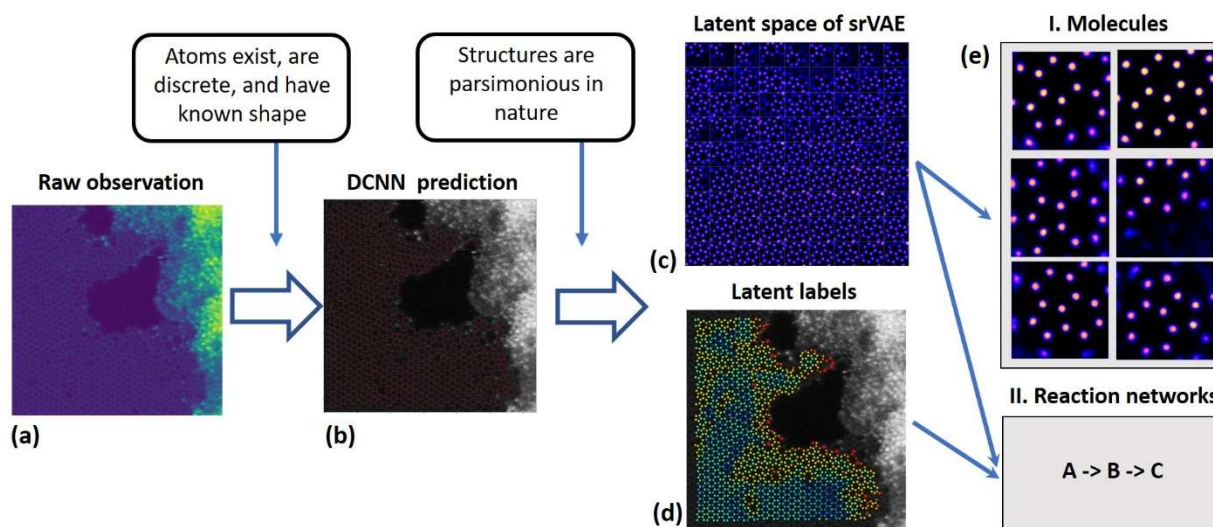 Atoms exist, are
discrete, and have
known shape
Structures are
parsimonious in
nature
Raw observation
DCNN prediction
(a)
(b)
Latent space of srVAE
(c)
Latent labels
(d)
I. Molecules
(e)
II. Reaction networks
A -> B -> C